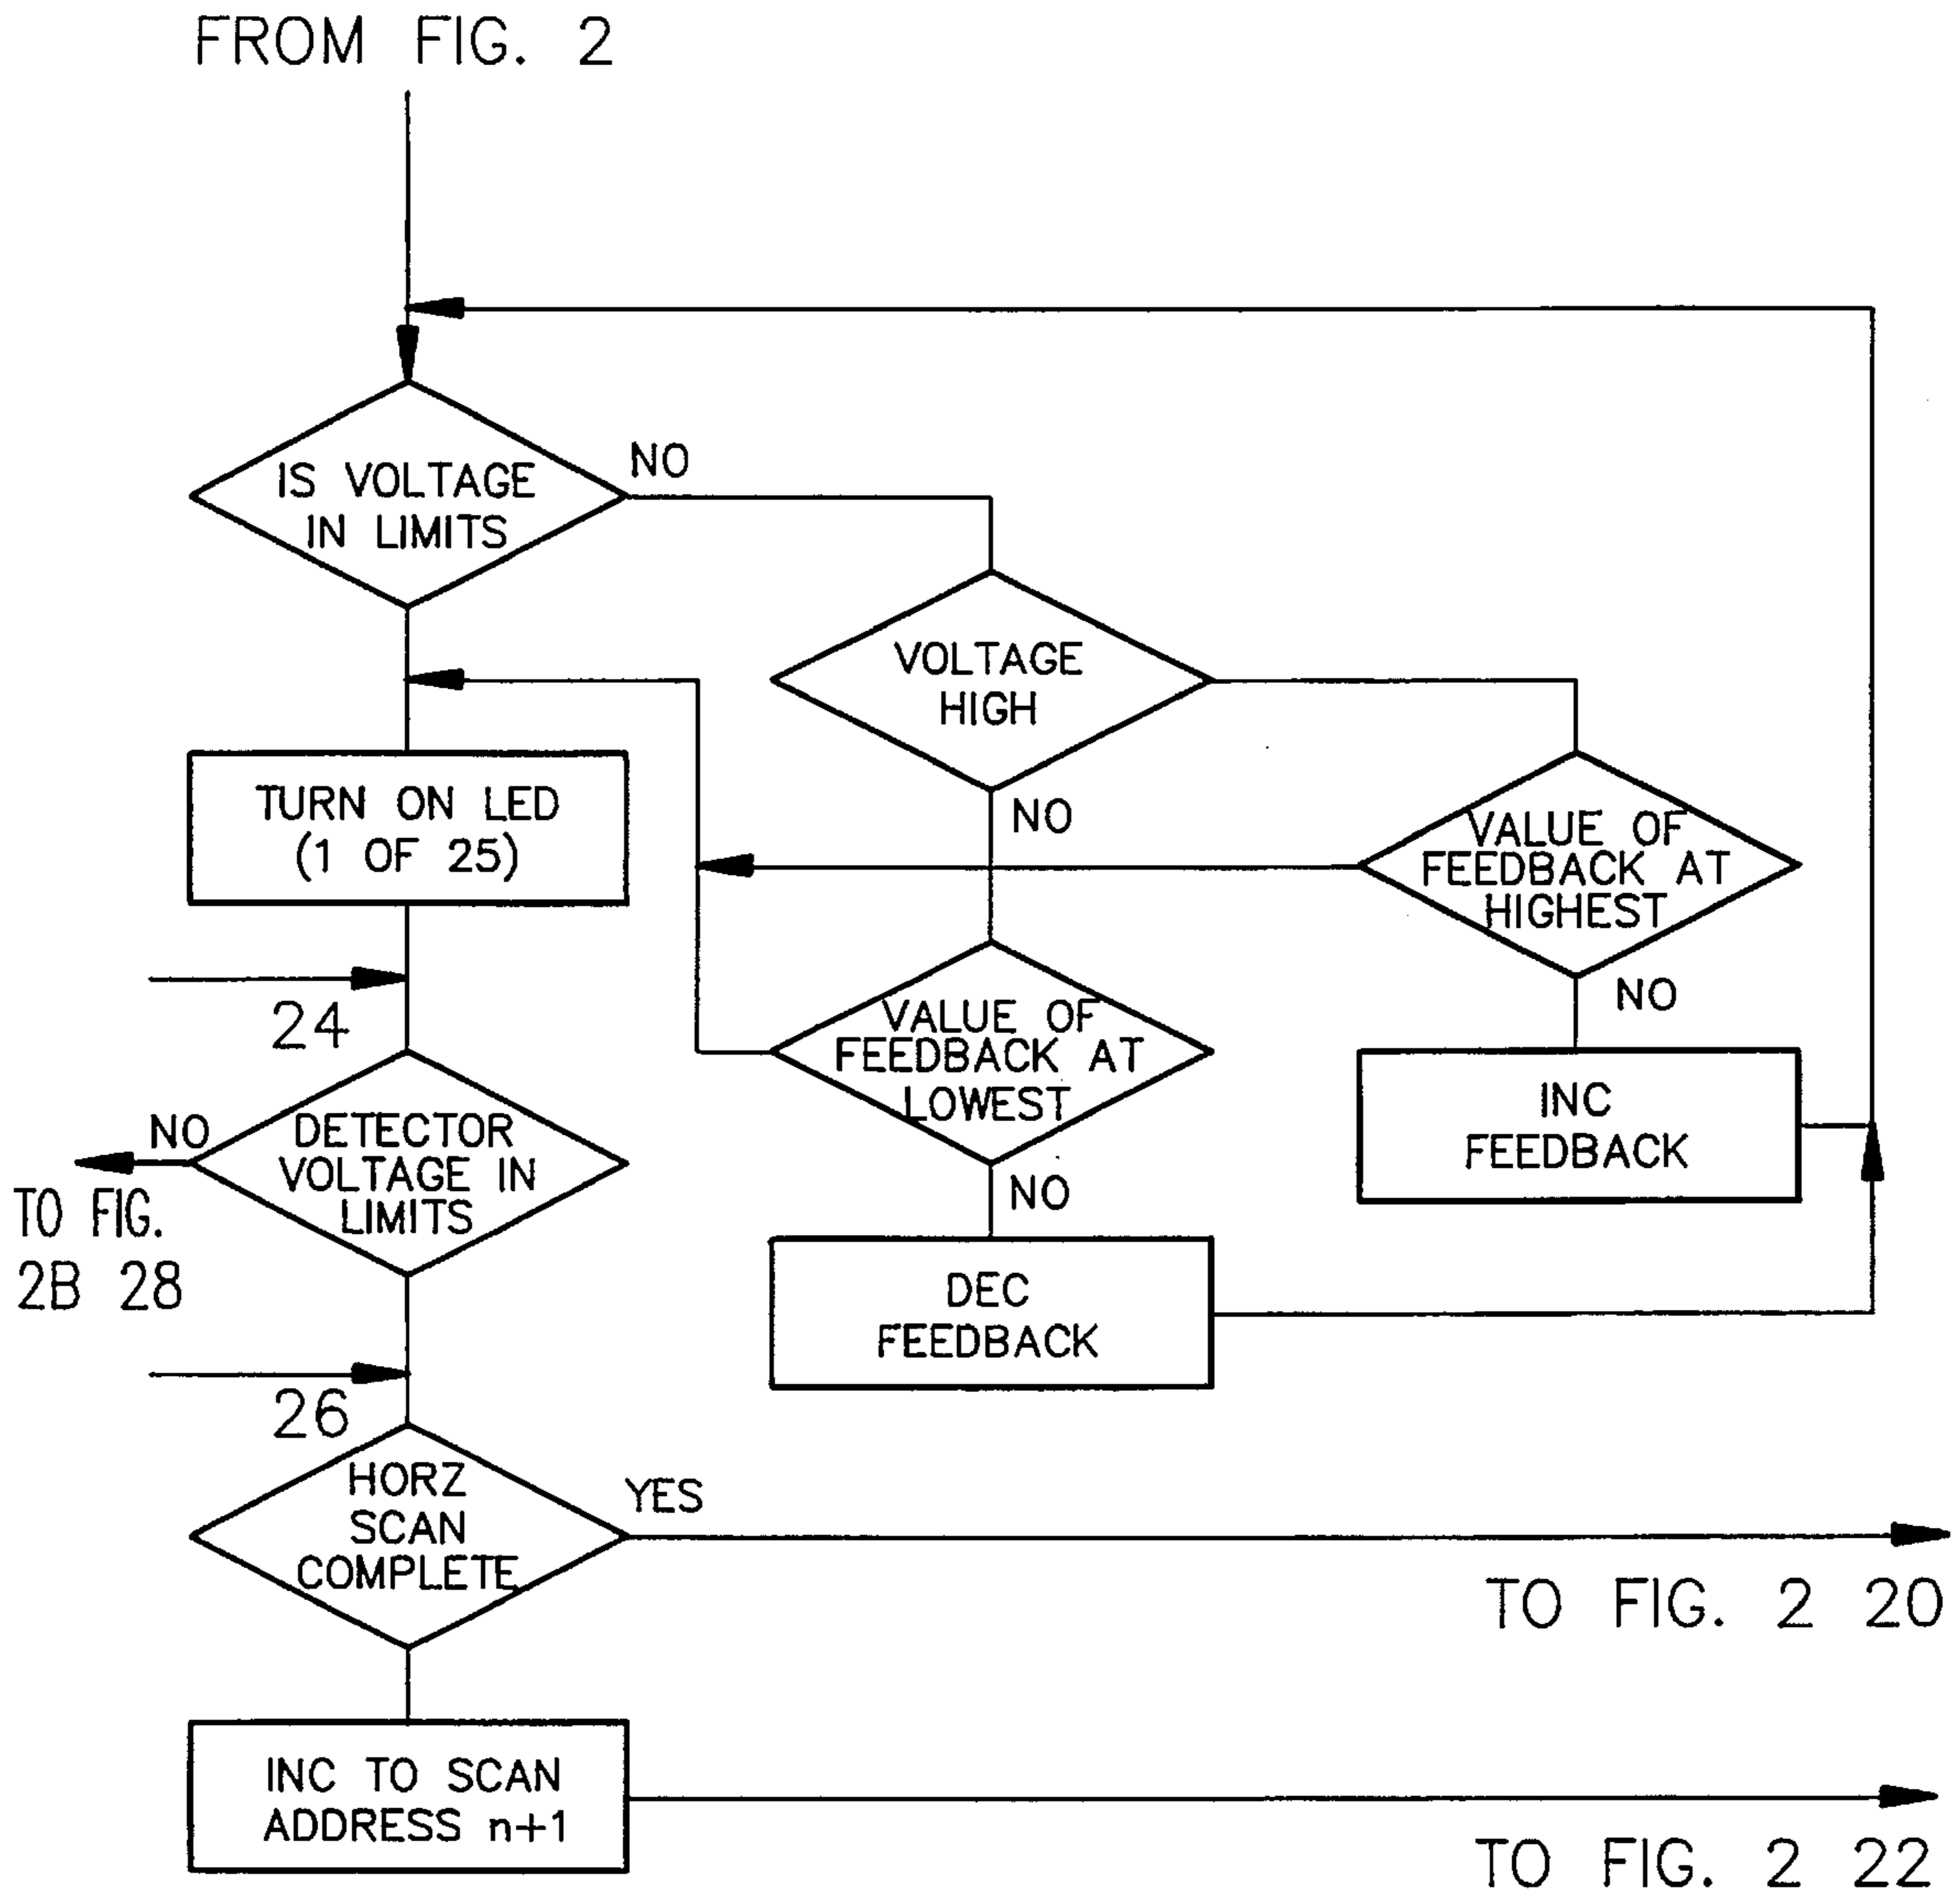 FROM FIG. 2
IS VOLTAGE
IN LIMITS
NO
VOLTAGE
HIGH
NO
TURN ON LED
(1 OF 25)
VALUE OF
FEEDBACK AT
HIGHEST
NO
24
VALUE OF
FEEDBACK AT
LOWEST
NO
INC
FEEDBACK
NO
DETECTOR
VOLTAGE IN
LIMITS
TO FIG.
2B 28
DEC
FEEDBACK
26
HORZ
SCAN
COMPLETE
YES
TO FIG. 2 20
INC TO SCAN
ADDRESS n+1
TO FIG. 2 22